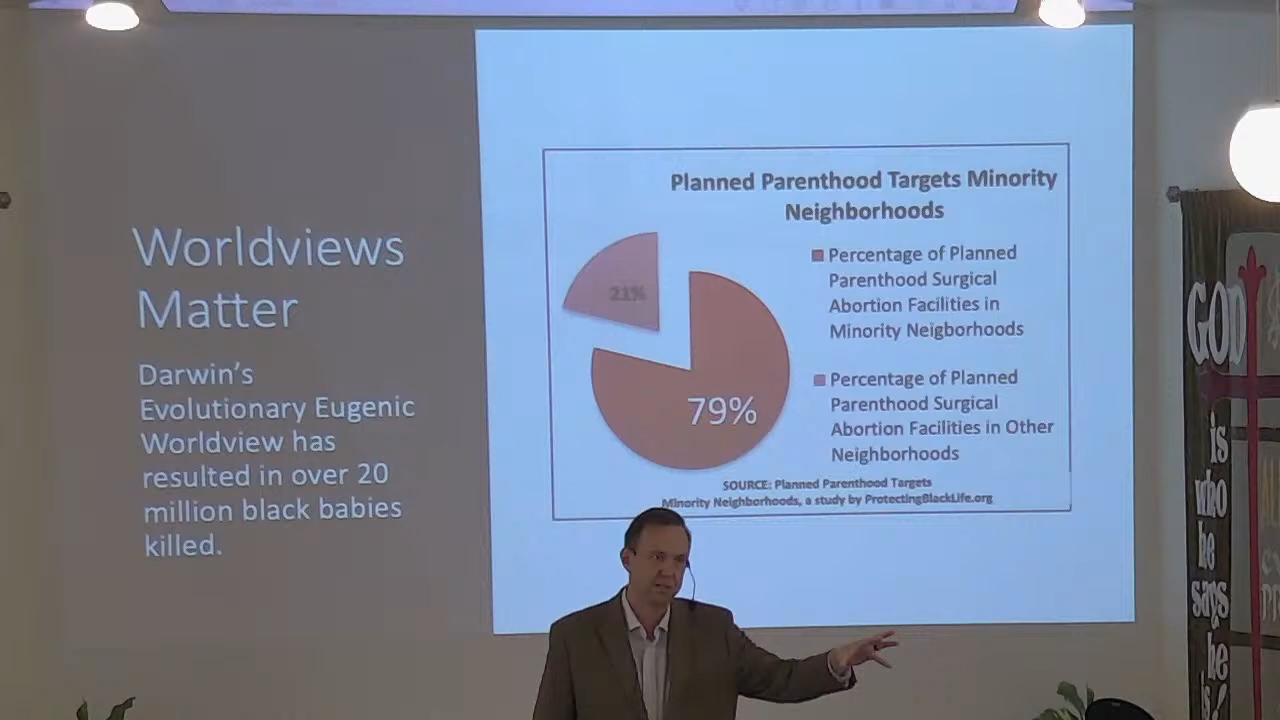 Worldviews
Matter
Darwin's
Evolutionary Eugenic
Worldview has
resulted in over 20
million black babies
killed.
Planned Parenthood Targets Minority
Neighborhoods
21%
79%
Percentage of Planned
Parenthood Surgical
Abortion Facilities in
Minority Neigborhoods
Percentage of Planned
Parenthood Surgical
Abortion Facilities in Other
Neighborhoods
SOURCE: Planned Parenthood Targets
Minority Neighborhoods, a study by ProtectingBlackLife.org
GOD
is
who
he
says
he
is!